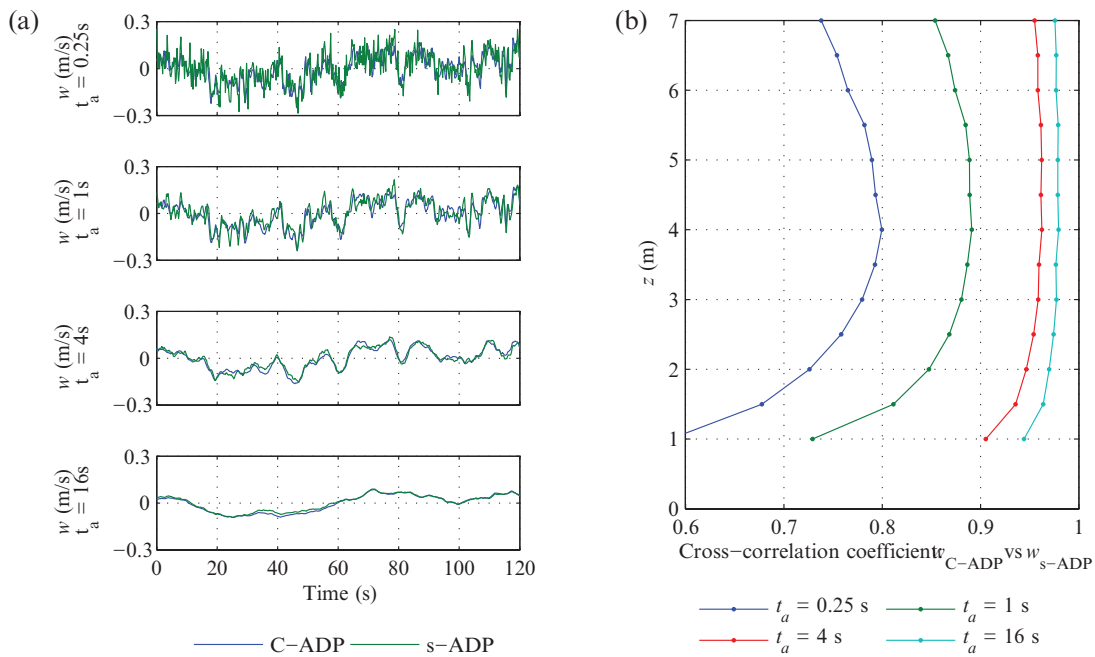 (a)
w (m/s)
t_a = 0.25s
0.3
0
−0.3
w (m/s)
t_a = 1s
0.3
0
−0.3
w (m/s)
t_a = 4s
0.3
0
−0.3
w (m/s)
t_a = 16s
0.3
0
−0.3
0 20 40 60 80 100 120
Time (s)
C−ADP s−ADP
(b)
z (m)
7
6
5
4
3
2
1
0
0.6 0.7 0.8 0.9 1
Cross−correlation coefficient w_C−ADP vs w_s−ADP
t_a = 0.25 s t_a = 1 s
t_a = 4 s t_a = 16 s